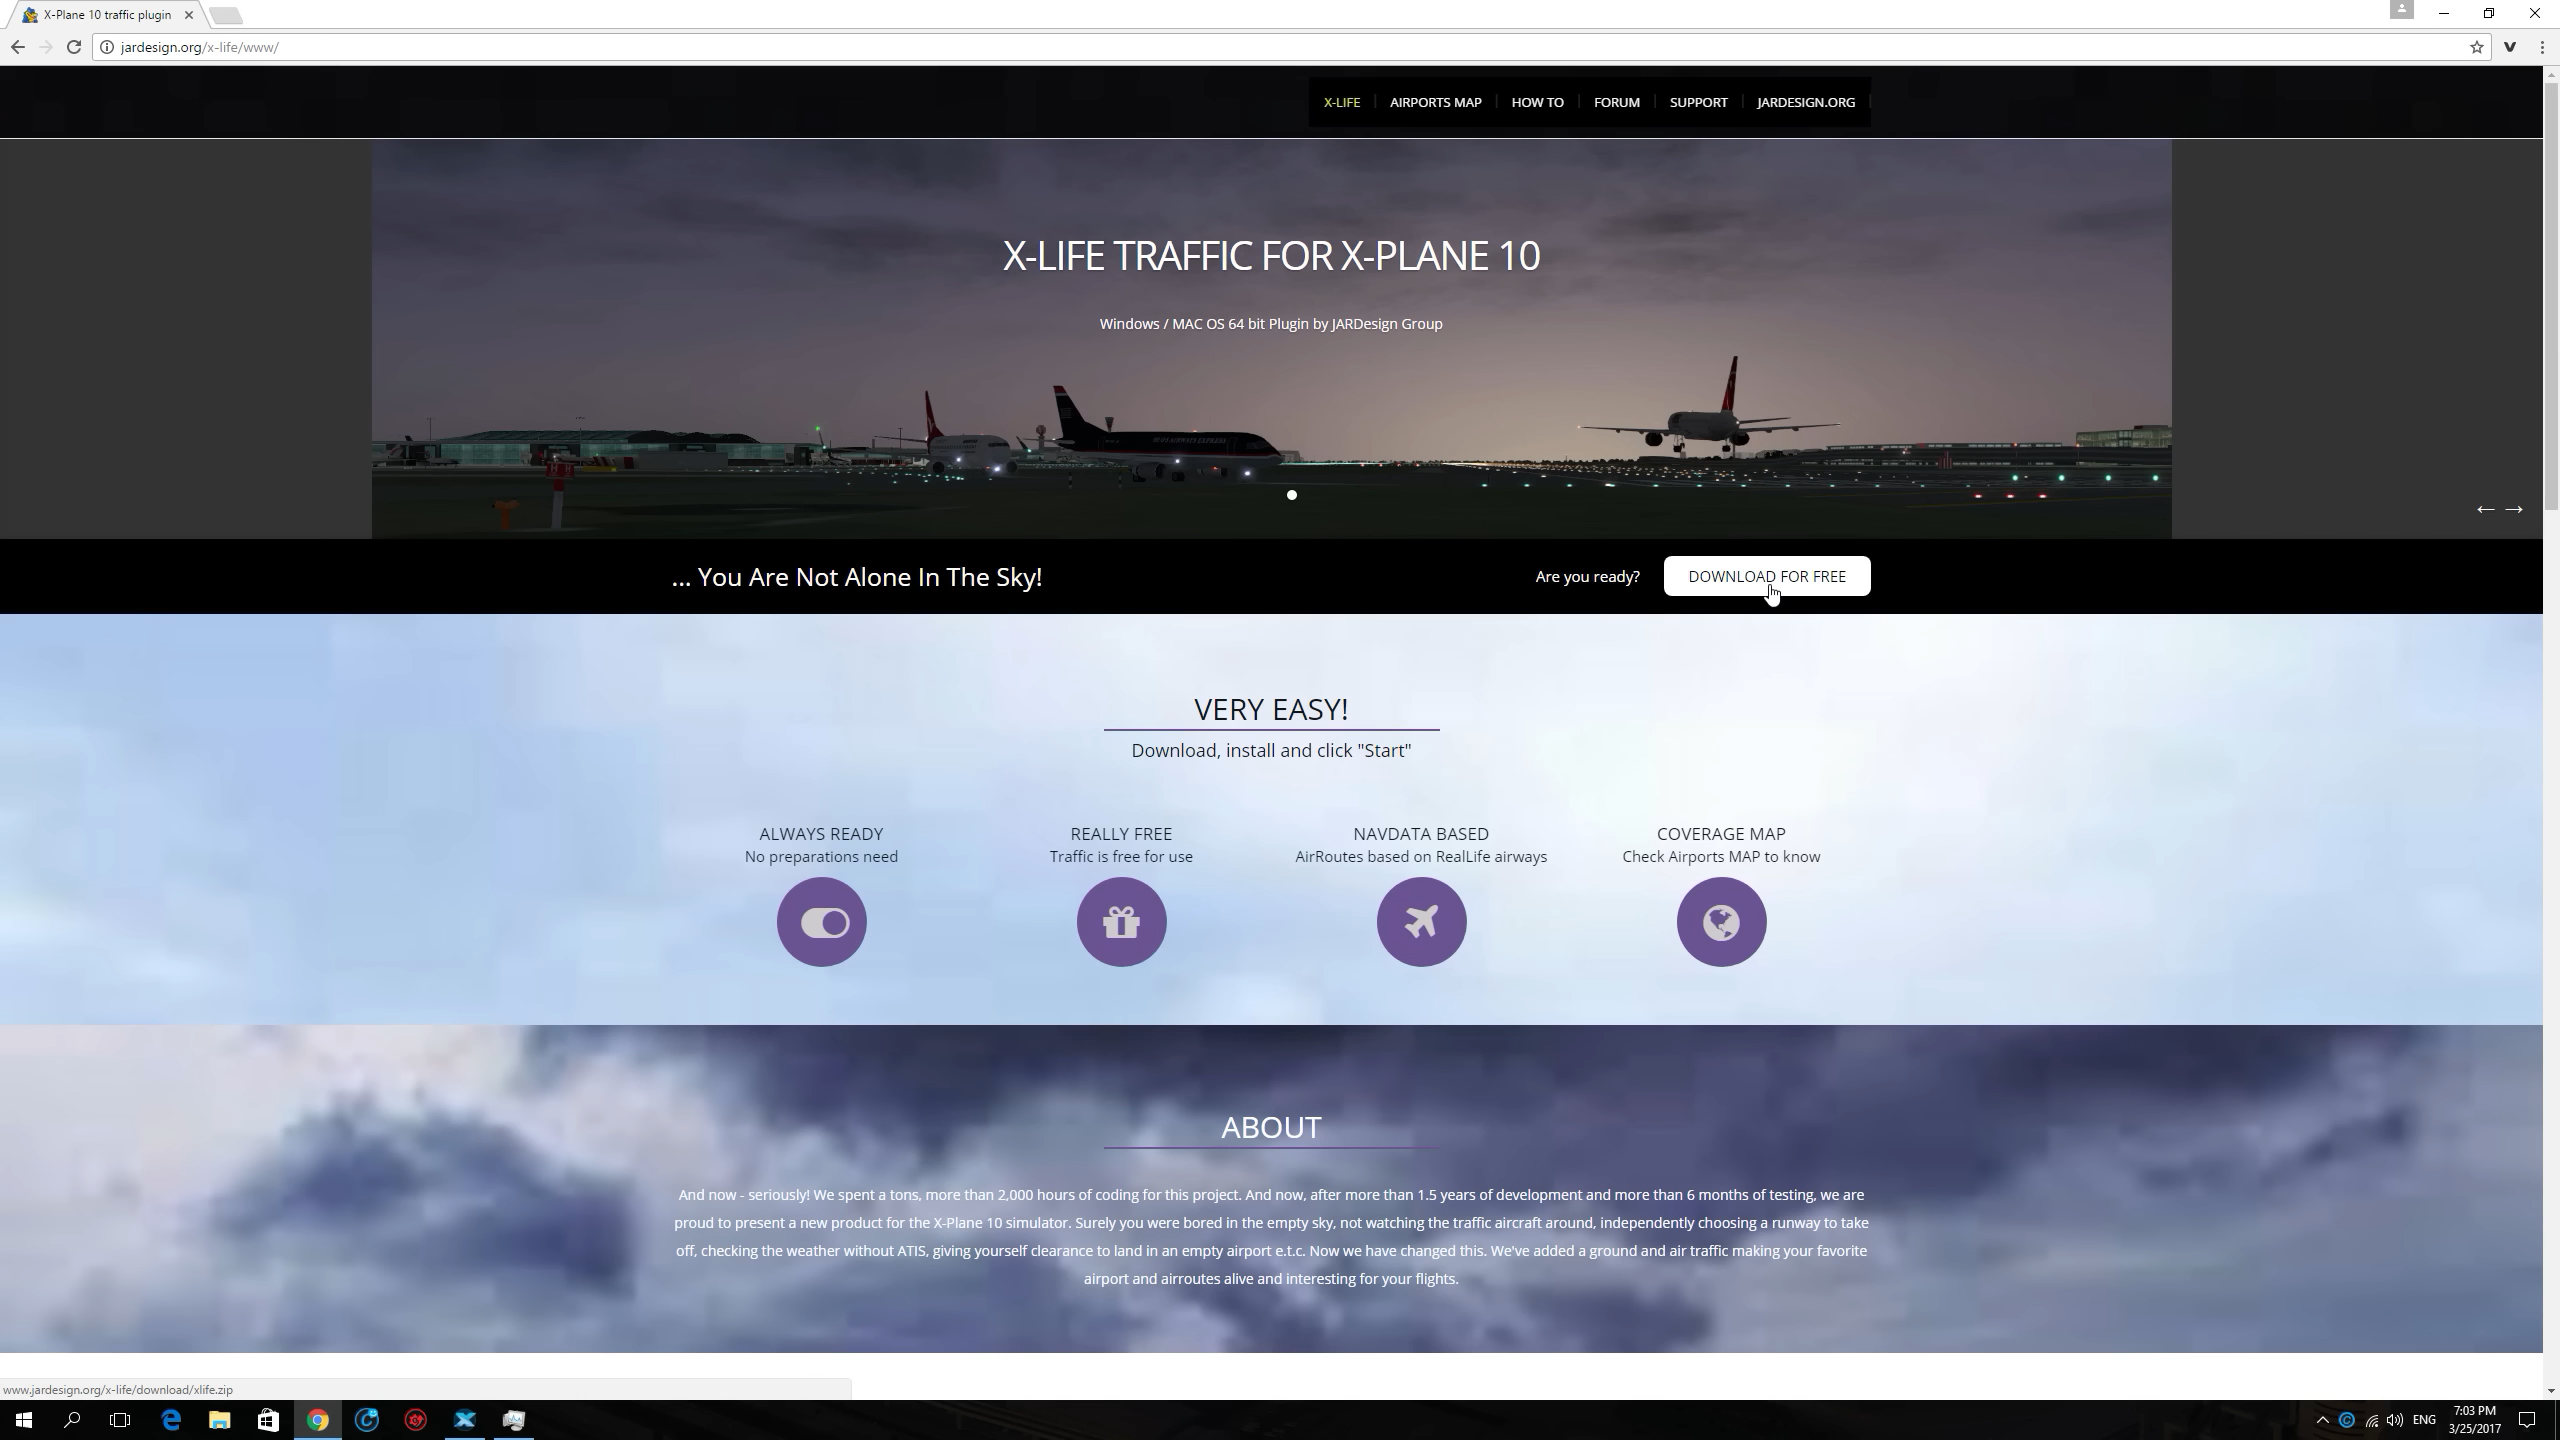 X-Plane 10 traffic plugin
jardesign.org/x-life/www/
X-LIFE AIRPORTS MAP HOW TO FORUM SUPPORT JARDESIGN.ORG
X-LIFE TRAFFIC FOR X-PLANE 10
Windows / MAC OS 64 bit Plugin by JARDesign Group
... You Are Not Alone In The Sky!
Are you ready? DOWNLOAD FOR FREE
VERY EASY!
Download, install and click "Start"
ALWAYS READY
No preparations need
REALLY FREE
Traffic is free for use
NAVDATA BASED
AirRoutes based on RealLife airways
COVERAGE MAP
Check Airports MAP to know
ABOUT
And now - seriously! We spent a tons, more than 2,000 hours of coding for this project. And now, after more than 1.5 years of development and more than 6 months of testing, we are
proud to present a new product for the X-Plane 10 simulator. Surely you were bored in the empty sky, not watching the traffic aircraft around, independently choosing a runway to take
off, checking the weather without ATIS, giving yourself clearance to land in an empty airport e.t.c. Now we have changed this. We've added a ground and air traffic making your favorite
airport and airroutes alive and interesting for your flights.
www.jardesign.org/x-life/download/xlife.zip
ENG
7:03 PM
3/25/2017